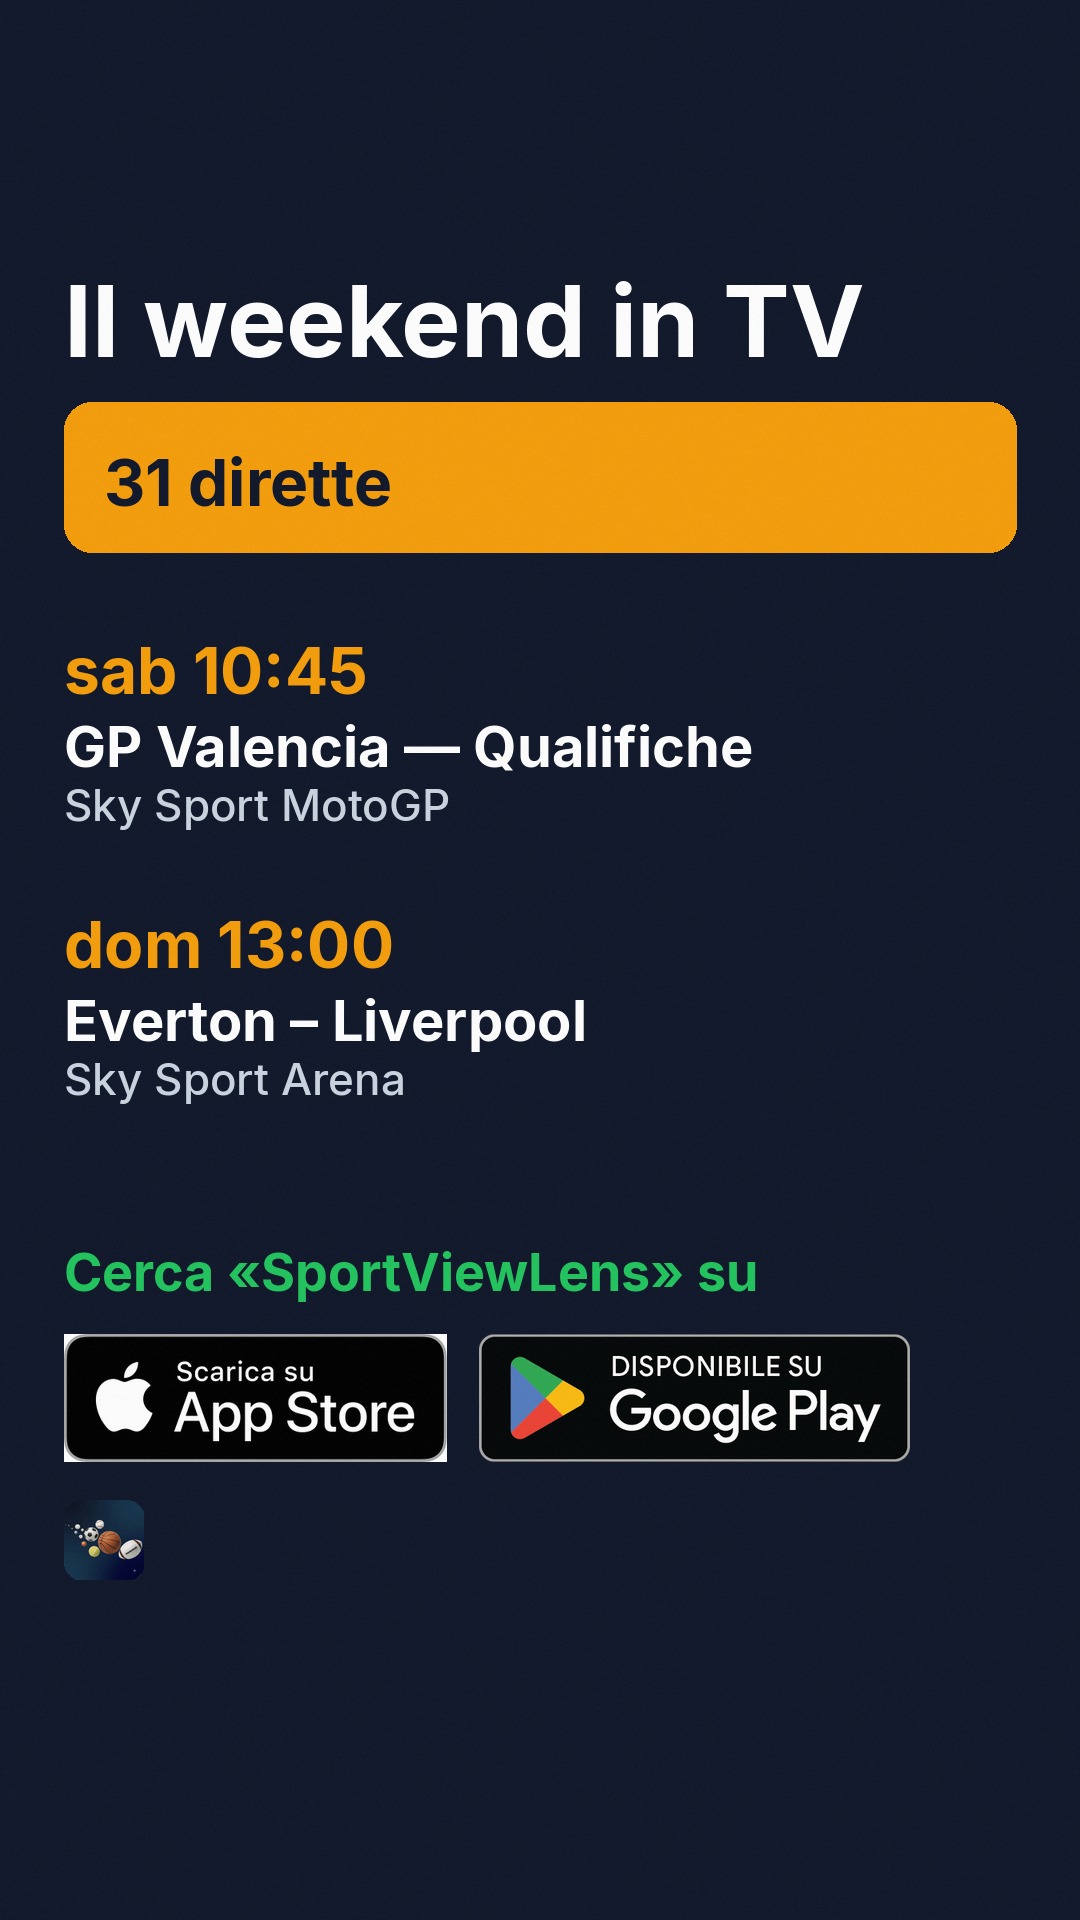 Il weekend in TV
31 dirette
sab 10:45
GP Valencia — Qualifiche
Sky Sport MotoGP
dom 13:00
Everton – Liverpool
Sky Sport Arena
Cerca «SportViewLens» su
Scarica su
App Store
DISPONIBILE SU
Google Play